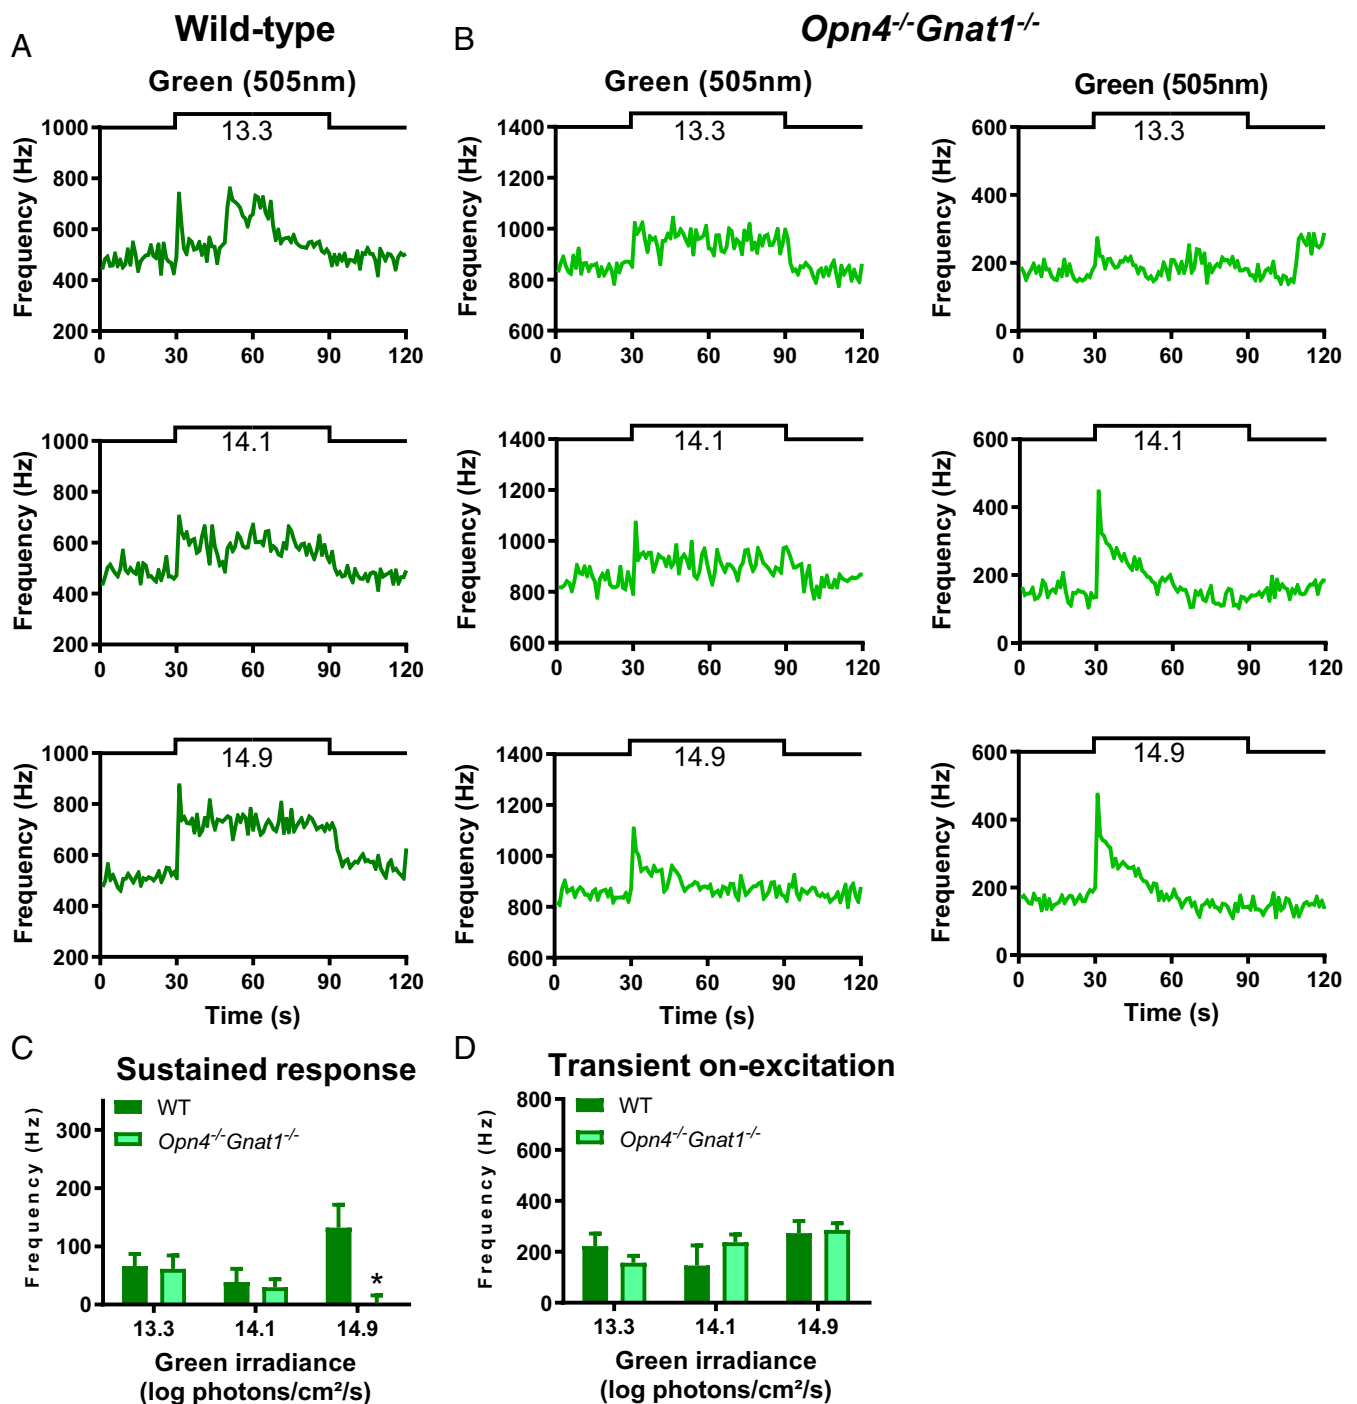 A
Wild-type
B
Opn4-/-Gnat1-/-
Green (505nm)
Green (505nm)
Green (505nm)
Frequency (Hz)
1000
800
600
400
200
13.3
0 30 60 90 120
Frequency (Hz)
1400
1200
1000
800
600
13.3
0 30 60 90 120
Frequency (Hz)
600
400
200
0
13.3
0 30 60 90 120
Frequency (Hz)
1000
800
600
400
200
14.1
0 30 60 90 120
Frequency (Hz)
1400
1200
1000
800
600
14.1
0 30 60 90 120
Frequency (Hz)
600
400
200
0
14.1
0 30 60 90 120
Frequency (Hz)
1000
800
600
400
200
14.9
0 30 60 90 120
Time (s)
Frequency (Hz)
1400
1200
1000
800
600
14.9
0 30 60 90 120
Time (s)
Frequency (Hz)
600
400
200
0
14.9
0 30 60 90 120
Time (s)
C
Sustained response
WT
Opn4-/-Gnat1-/-
Frequency (Hz)
300
200
100
0
*
13.3 14.1 14.9
Green irradiance
(log photons/cm²/s)
D
Transient on-excitation
WT
Opn4-/-Gnat1-/-
Frequency (Hz)
800
600
400
200
0
13.3 14.1 14.9
Green irradiance
(log photons/cm²/s)